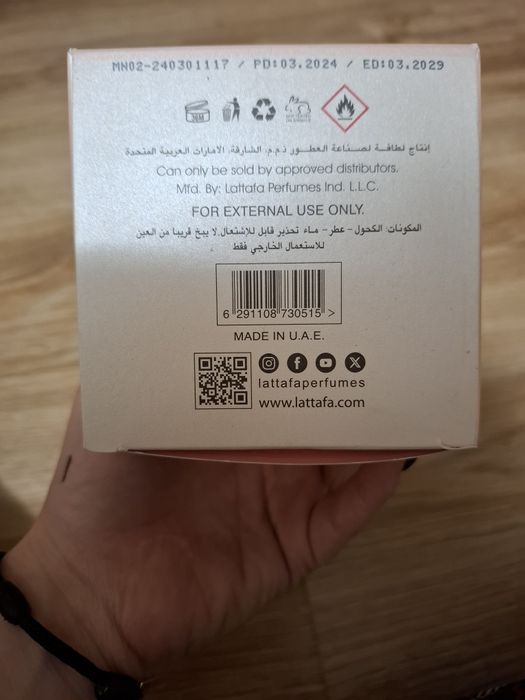 MN02-240301117 / PD:03.2024 / ED:03.2029
إنتاج لطافة لصناعة العطور ذ.م.م. الشارقة، الامارات العربية المتحدة
Can only be sold by approved distributors.
Mfd. By: Lattafa Perfumes Ind. L.L.C.
FOR EXTERNAL USE ONLY.
المكونات: الكحول - عطر - ماء تحذير قابل للإشتعال. لا يبخ قريبا من العين
للاستعمال الخارجي فقط
6 291108 730515 >
MADE IN U.A.E.
lattafaperfumes
www.lattafa.com